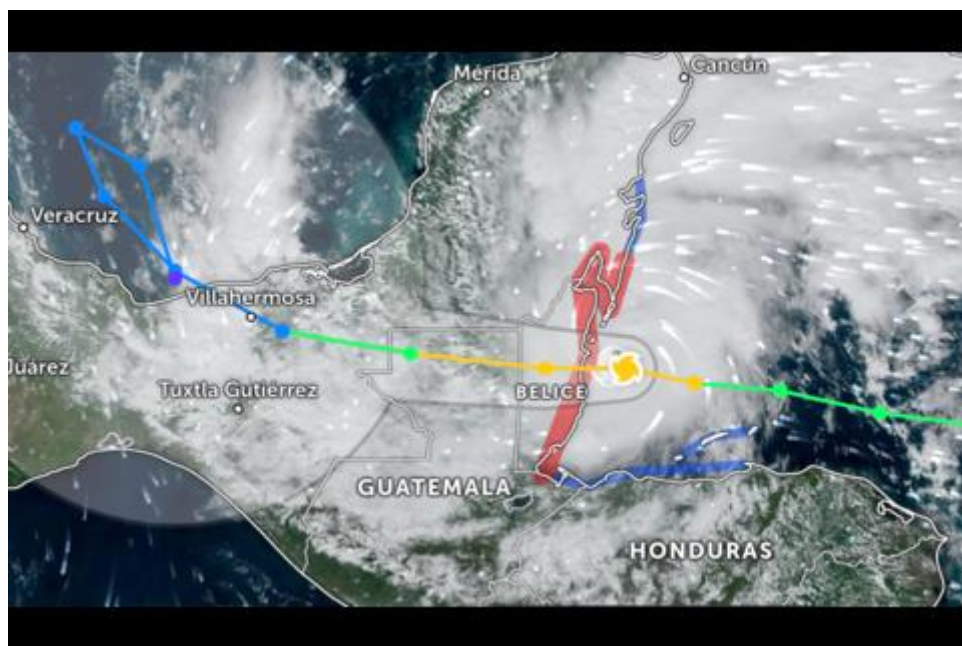 Mérida
Cancún
Veracruz
Villahermosa
Juárez
Tuxtla Gutiérrez
BELICE
GUATEMALA
HONDURAS